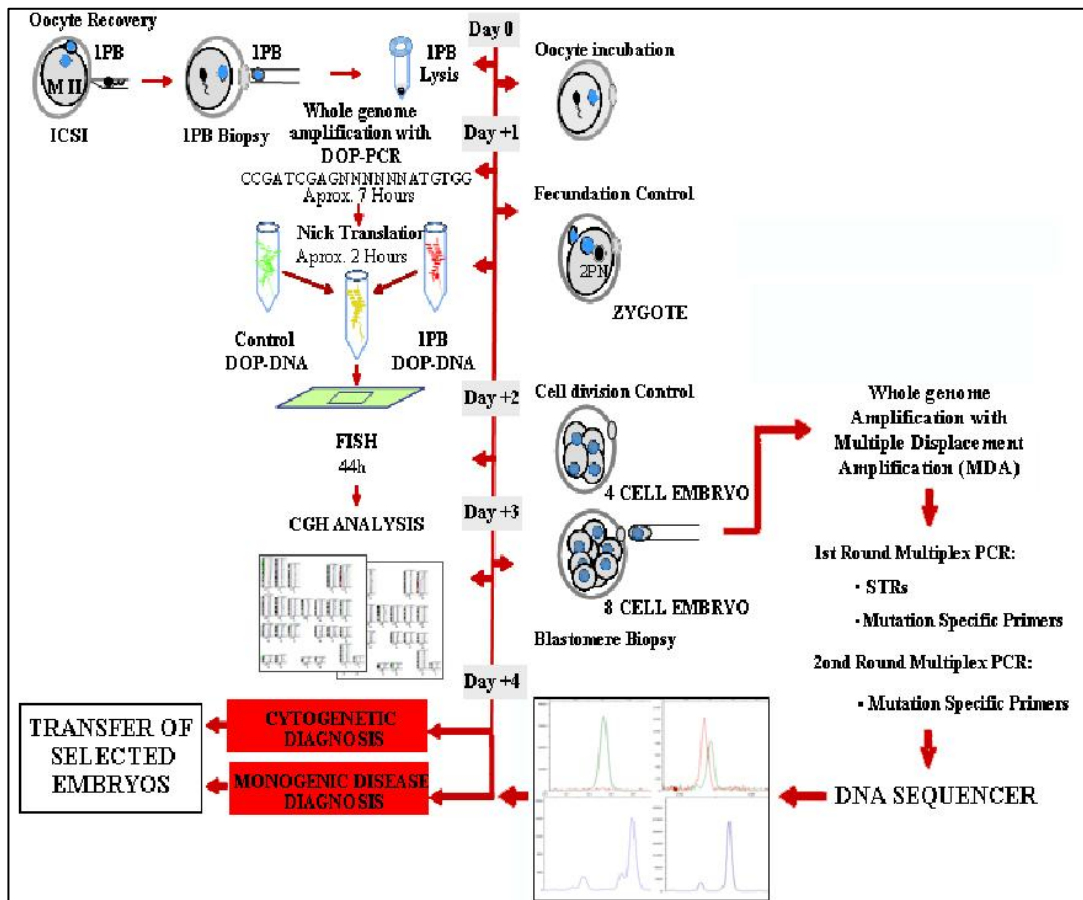 Oocyte Recovery
1PB
M II
ICSI
1PB
1PB Biopsy
1PB
Lysis
Whole genome
amplification with
DOP-PCR
CCGATCGAGNNNNNNATGTGG
Aprox. 7 Hours
Nick Translation
Aprox. 2 Hours
Control
DOP-DNA
1PB
DOP-DNA
FISH
44h
CGH ANALYSIS
Day 0
Day +1
Day +2
Day +3
Day +4
Oocyte incubation
Fecundation Control
2PN
ZYGOTE
Cell division Control
4 CELL EMBRYO
8 CELL EMBRYO
Blastomere Biopsy
Whole genome
Amplification with
Multiple Displacement
Amplification (MDA)
1st Round Multiplex PCR:
· STRs
· Mutation Specific Primers
2ond Round Multiplex PCR:
· Mutation Specific Primers
DNA SEQUENCER
CYTOGENETIC
DIAGNOSIS
MONOGENIC DISEASE
DIAGNOSIS
TRANSFER OF
SELECTED
EMBRYOS